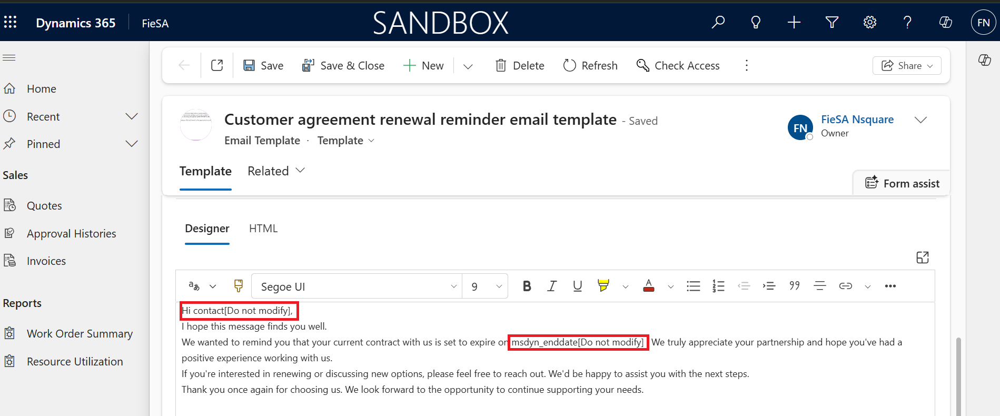 Dynamics 365 FieSA SANDBOX FN
Save Save & Close New Delete Refresh Check Access Share
Home
Recent
Pinned
Sales
Quotes
Approval Histories
Invoices
Reports
Work Order Summary
Resource Utilization
Customer agreement renewal reminder email template - Saved
Email Template · Template
FN FieSA Nsquare
Owner
Template Related
Form assist
Designer HTML
Segoe UI 9
Hi contact[Do not modify],
I hope this message finds you well.
We wanted to remind you that your current contract with us is set to expire on msdyn_enddate[Do not modify] We truly appreciate your partnership and hope you've had a
positive experience working with us.
If you're interested in renewing or discussing new options, please feel free to reach out. We'd be happy to assist you with the next steps.
Thank you once again for choosing us. We look forward to the opportunity to continue supporting your needs.